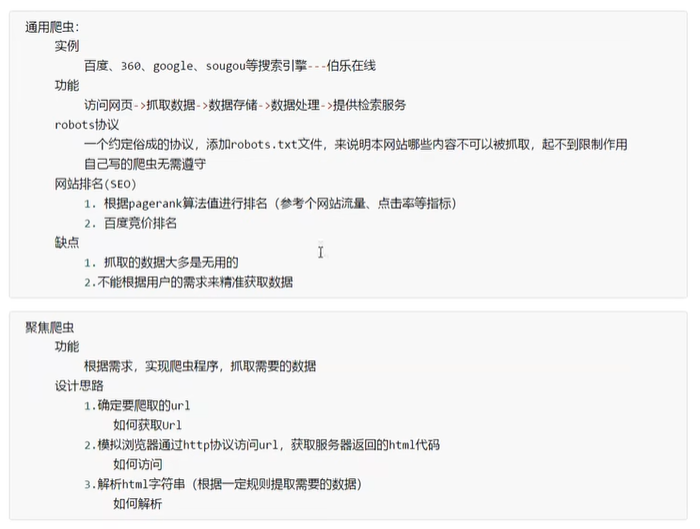 通用爬虫:
实例
百度、360、google、sougou等搜索引擎---伯乐在线
功能
访问网页->抓取数据->数据存储->数据处理->提供检索服务
robots协议
一个约定俗成的协议，添加robots.txt文件，来说明本网站哪些内容不可以被抓取，起不到限制作用
自己写的爬虫无需遵守
网站排名(SEO)
1. 根据pagerank算法值进行排名（参考个网站流量、点击率等指标）
2. 百度竞价排名
缺点
1. 抓取的数据大多是无用的
2.不能根据用户的需求来精准获取数据
聚焦爬虫
功能
根据需求，实现爬虫程序，抓取需要的数据
设计思路
1.确定要爬取的url
如何获取Url
2.模拟浏览器通过http协议访问url，获取服务器返回的html代码
如何访问
3.解析html字符串（根据一定规则提取需要的数据）
如何解析